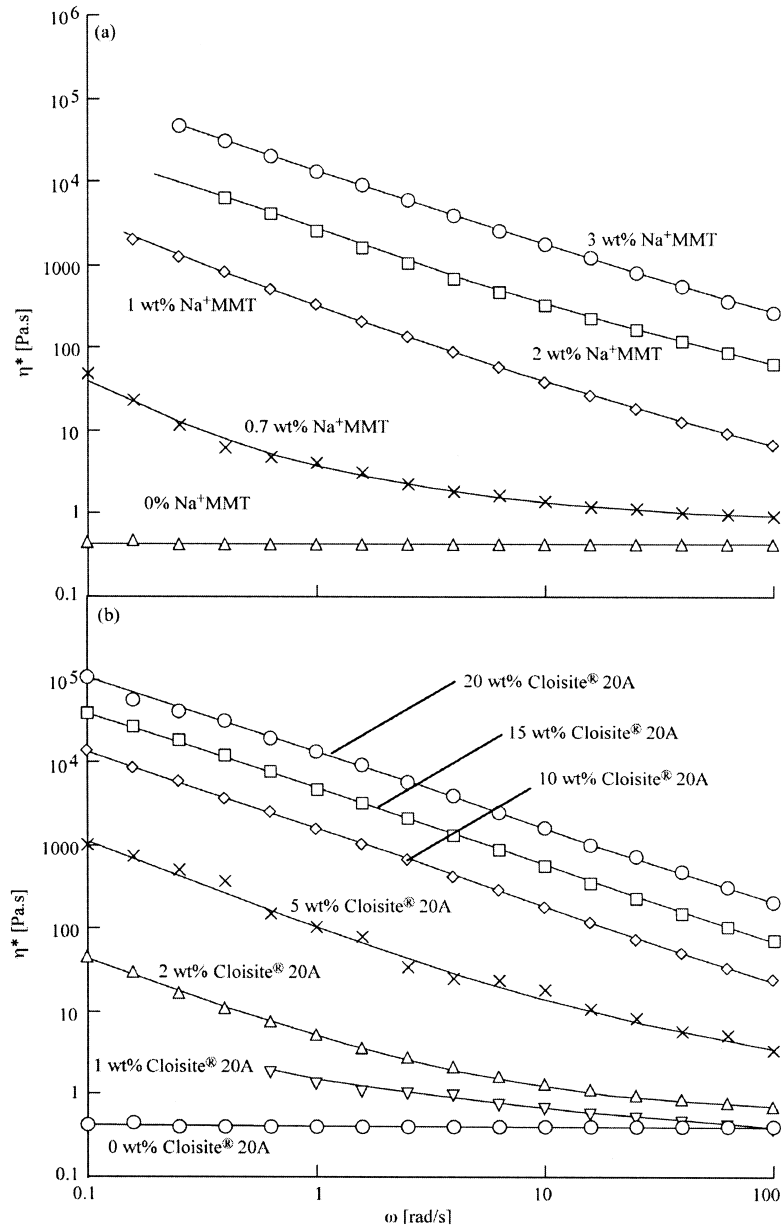 10⁶
(a)
10⁵
10⁴
1000
100
10
1
0.1
η* [Pa.s]
3 wt% Na⁺MMT
2 wt% Na⁺MMT
1 wt% Na⁺MMT
0.7 wt% Na⁺MMT
0% Na⁺MMT
(b)
10⁵
10⁴
1000
100
10
1
0.1
η* [Pa.s]
20 wt% Cloisite® 20A
15 wt% Cloisite® 20A
10 wt% Cloisite® 20A
5 wt% Cloisite® 20A
2 wt% Cloisite® 20A
1 wt% Cloisite® 20A
0 wt% Cloisite® 20A
0.1 1 10 100
ω [rad/s]